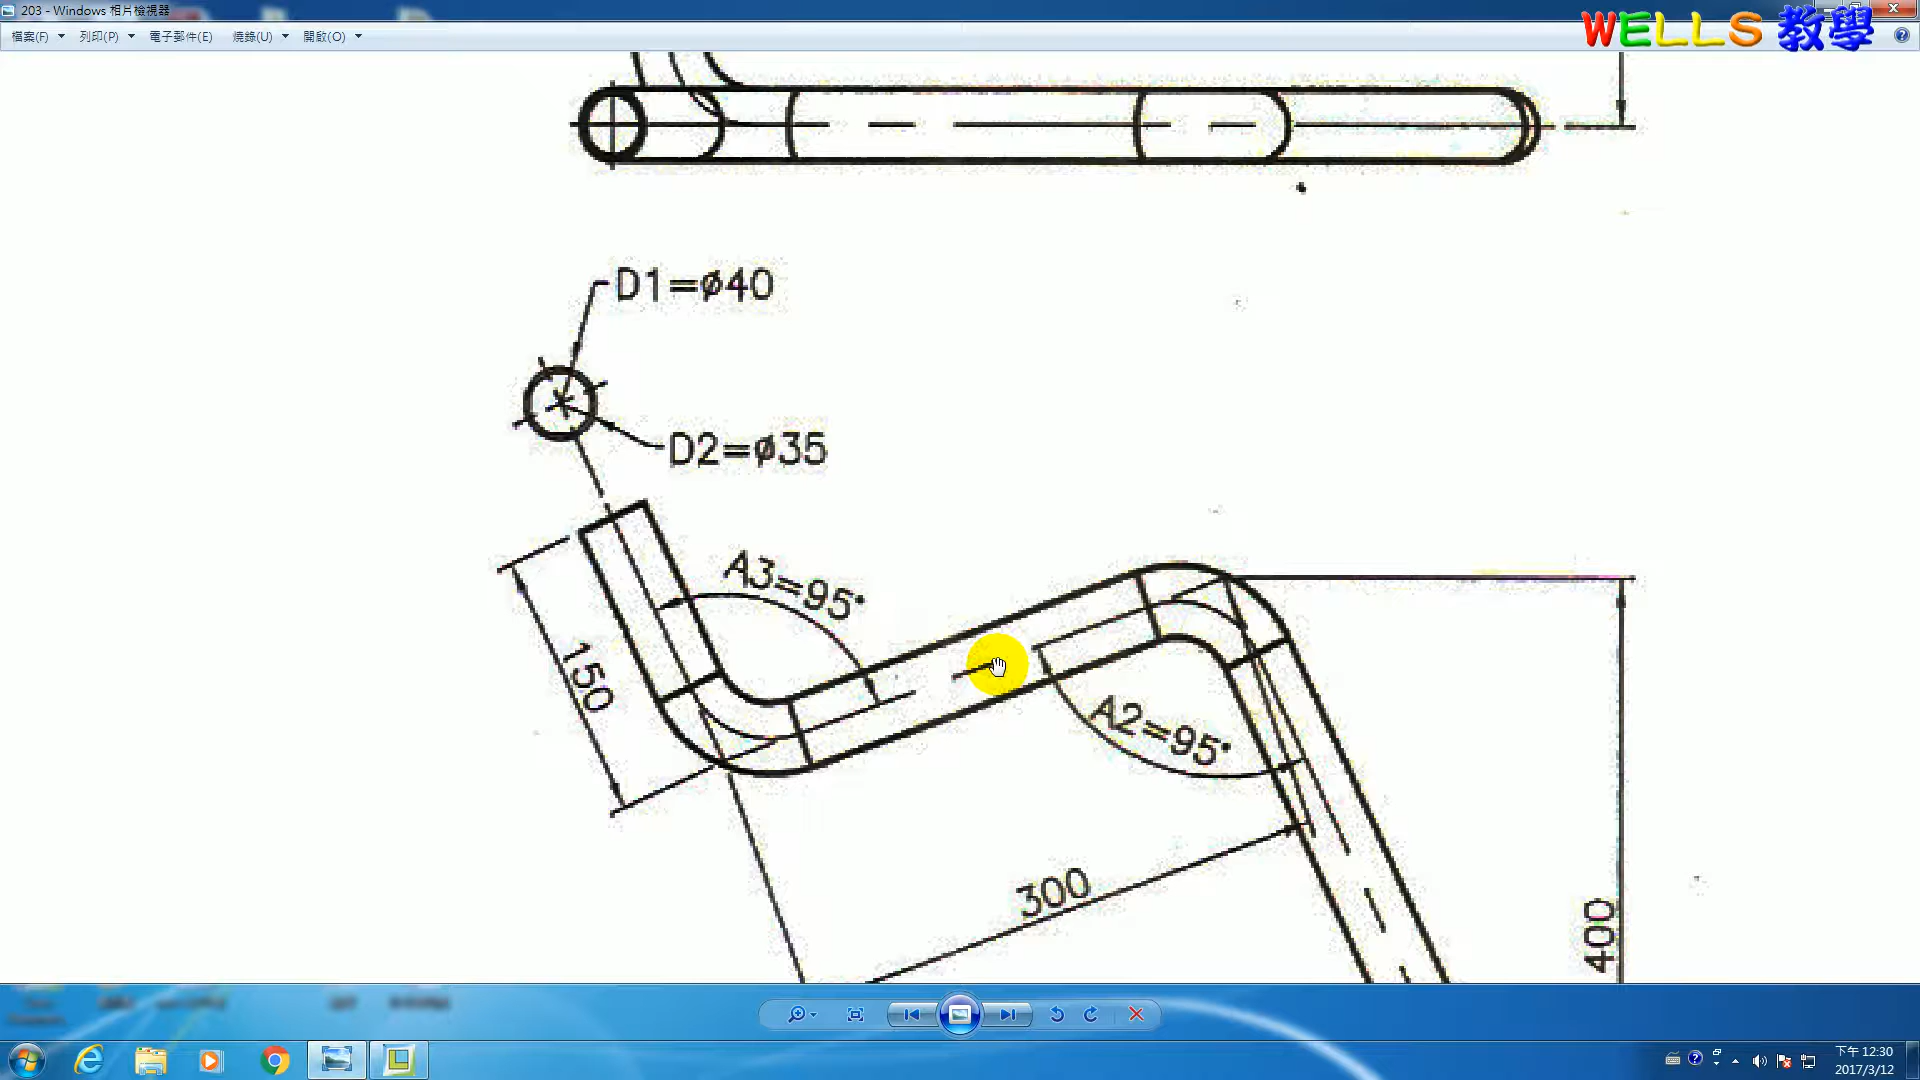 203 - Windows 相片檢視器
檔案(F) 列印(P) 電子郵件(E) 燒錄(U) 開啟(O)
WELLS 教學
D1=ø40
D2=ø35
A3=95°
150
A2=95°
300
400
下午 12:30
2017/3/12